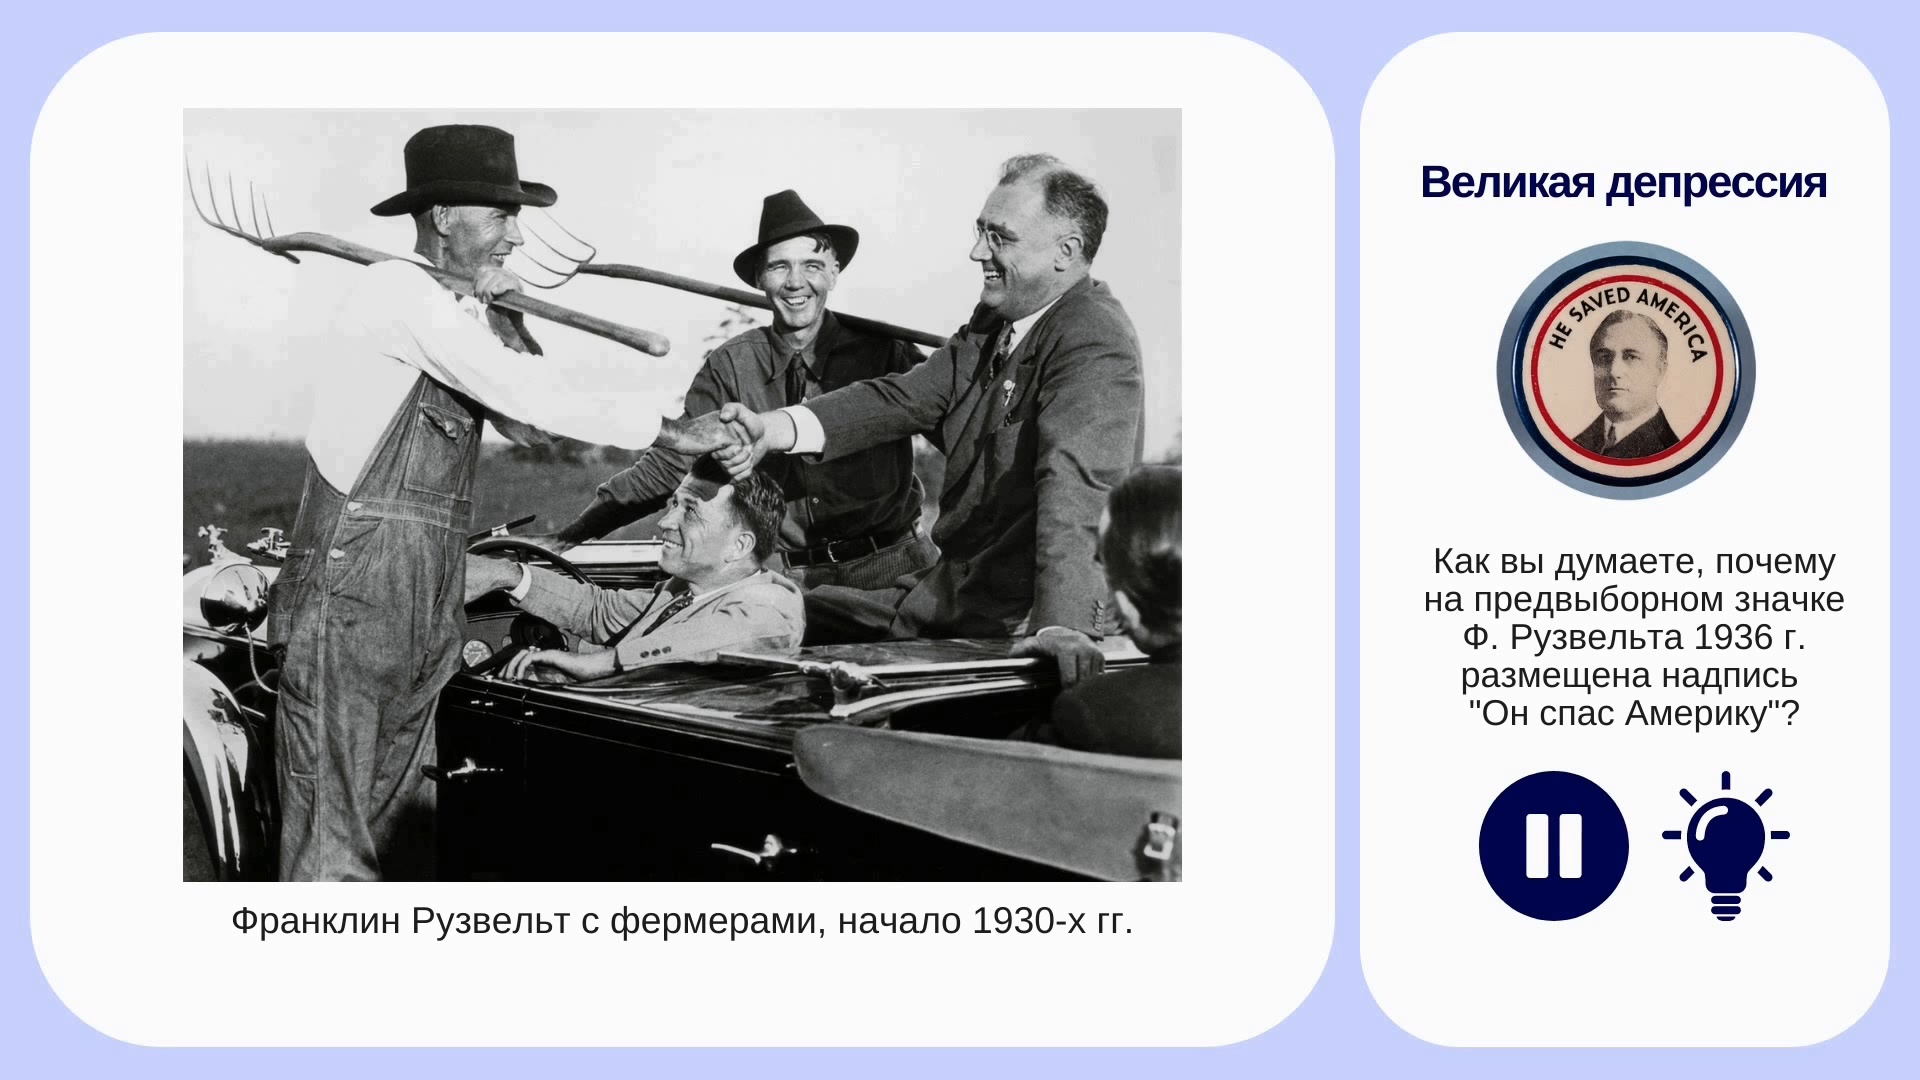 Франклин Рузвельт с фермерами, начало 1930-х гг.
Великая депрессия
HE SAVED AMERICA
Как вы думаете, почему
на предвыборном значке
Ф. Рузвельта 1936 г.
размещена надпись
"Он спас Америку"?